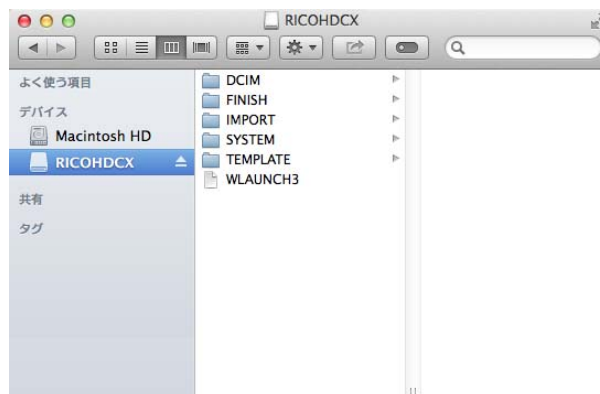 RICOHDCX
よく使う項目
デバイス
Macintosh HD
RICOHDCX
共有
タグ
DCIM
FINISH
IMPORT
SYSTEM
TEMPLATE
WLAUNCH3